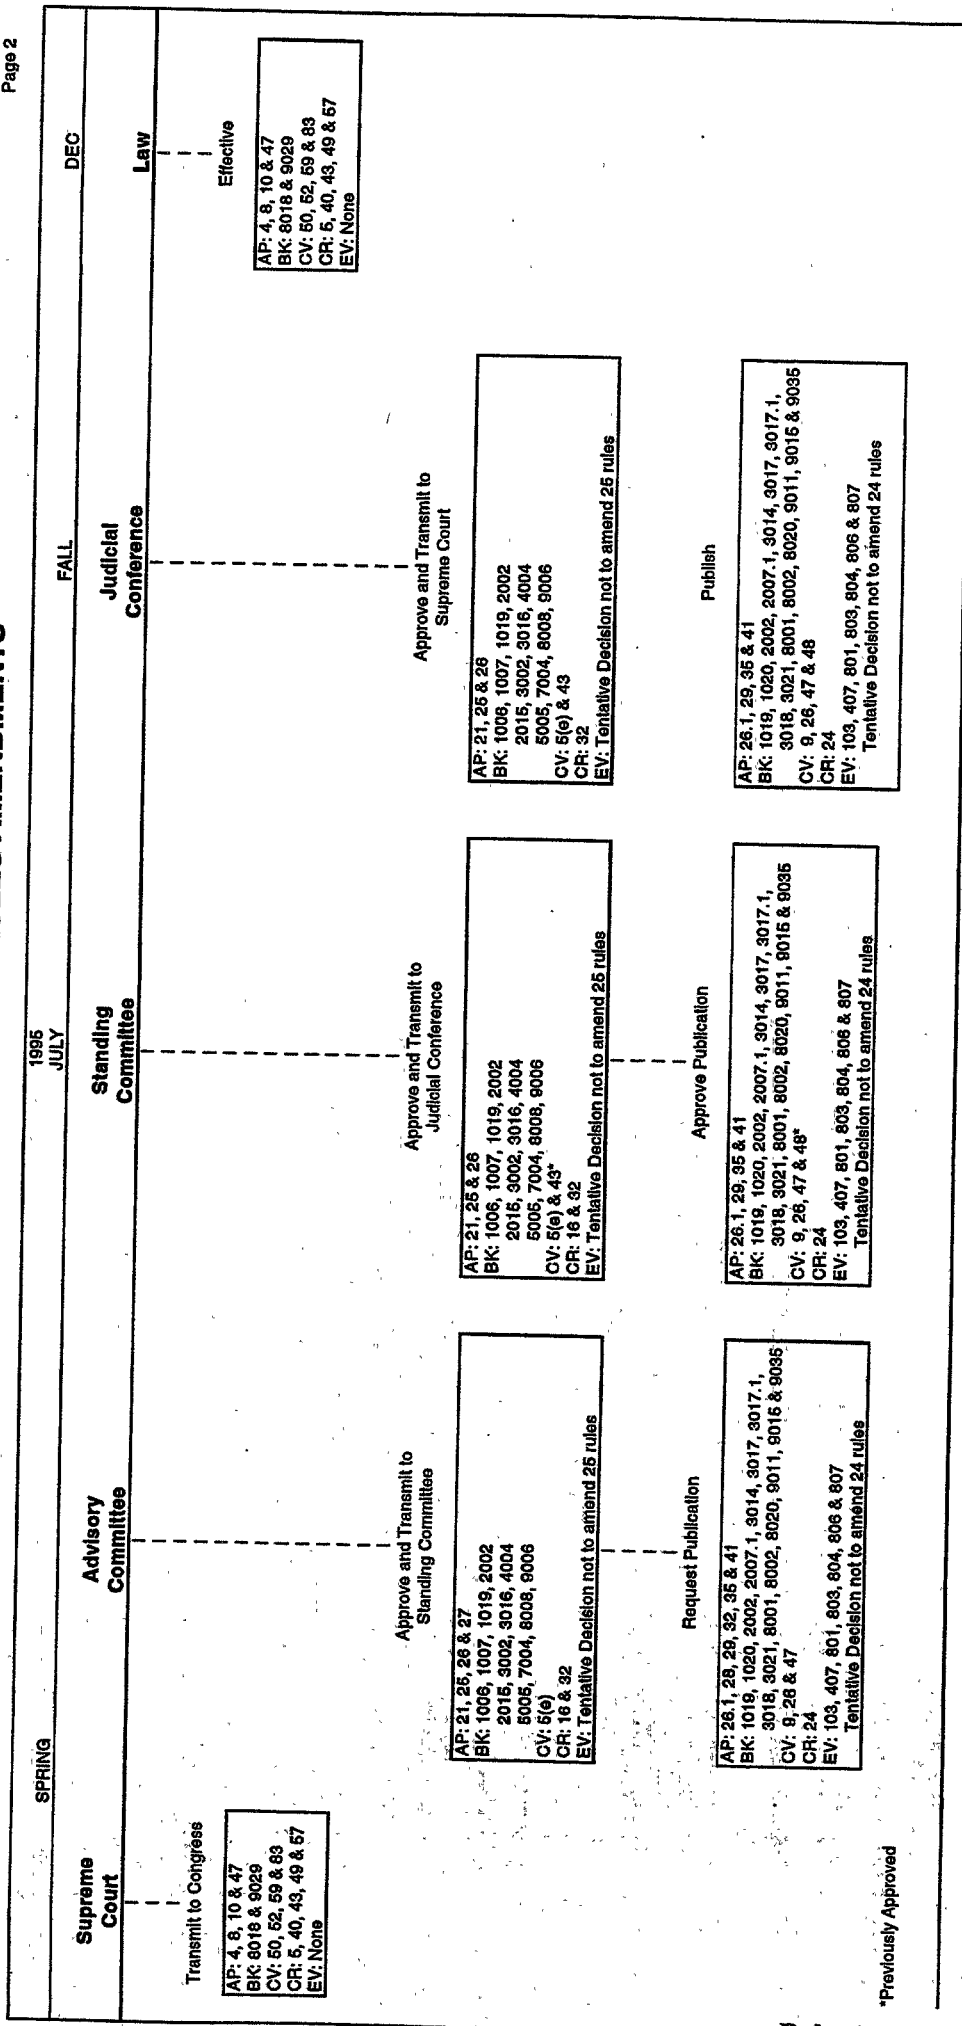 Page 2
1995
SPRING
JULY
FALL
DEC
Supreme
Court
Transmit to Congress
AP: 4, 8, 10 & 47
BK: 8018 & 9029
CV: 50, 52, 59 & 83
CR: 5, 40, 43, 49 & 57
EV: None
Advisory
Committee
Approve and Transmit to
Standing Committee
AP: 21, 25, 26 & 27
BK: 1006, 1007, 1019, 2002
2015, 3002, 3016, 4004
5005, 7004, 8008, 9006
CV: 5(e)
CR: 16 & 32
EV: Tentative Decision not to amend 25 rules
Request Publication
AP: 26.1, 28, 29, 32, 35 & 41
BK: 1019, 1020, 2002, 2007.1, 3014, 3017, 3017.1,
3018, 3021, 8001, 8002, 8020, 9011, 9015 & 9035
CV: 9, 26 & 47
CR: 24
EV: 103, 407, 801, 803, 804, 806 & 807
Tentative Decision not to amend 24 rules
Standing
Committee
Approve and Transmit to
Judicial Conference
AP: 21, 25 & 26
BK: 1006, 1007, 1019, 2002
2015, 3002, 3016, 4004
5005, 7004, 8008, 9006
CV: 5(e) & 43*
CR: 16 & 32
EV: Tentative Decision not to amend 25 rules
Approve Publication
AP: 26.1, 29, 35 & 41
BK: 1019, 1020, 2002, 2007.1, 3014, 3017, 3017.1,
3018, 3021, 8001, 8002, 8020, 9011, 9015 & 9035
CV: 9, 26, 47 & 48*
CR: 24
EV: 103, 407, 801, 803, 804, 806 & 807
Tentative Decision not to amend 24 rules
Judicial
Conference
Approve and Transmit to
Supreme Court
AP: 21, 25 & 26
BK: 1006, 1007, 1019, 2002
2015, 3002, 3016, 4004
5005, 7004, 8008, 9006
CV: 5(e) & 43
CR: 32
EV: Tentative Decision not to amend 25 rules
Publish
AP: 26.1, 29, 35 & 41
BK: 1019, 1020, 2002, 2007.1, 3014, 3017, 3017.1,
3018, 3021, 8001, 8002, 8020, 9011, 9015 & 9035
CV: 9, 26, 47 & 48
CR: 24
EV: 103, 407, 801, 803, 804, 806 & 807
Tentative Decision not to amend 24 rules
Law
Effective
AP: 4, 8, 10 & 47
BK: 8018 & 9029
CV: 50, 52, 59 & 83
CR: 5, 40, 43, 49 & 57
EV: None
*Previously Approved